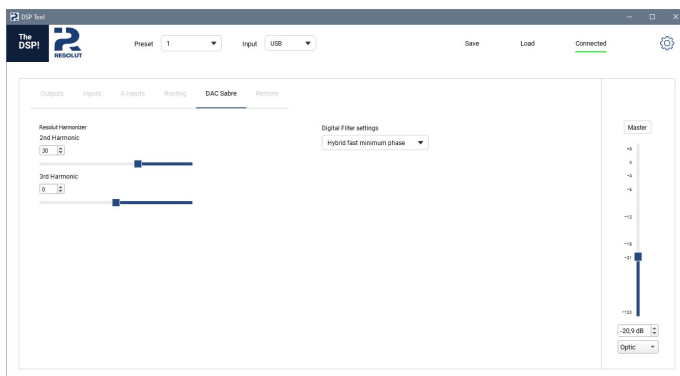 DSP Tool
The
DSP!
RESOLUT
Preset
1
Input
USB
Save
Load
Connected
Outputs
Inputs
A-Inputs
Routing
DAC Sabre
Remote
Resolut Harmonizer
2nd Harmonic
30
3rd Harmonic
0
Digital Filter settings
Hybrid fast minimum phase
Master
0
-12
-18
-21
-120
-20,9 dB
Optic